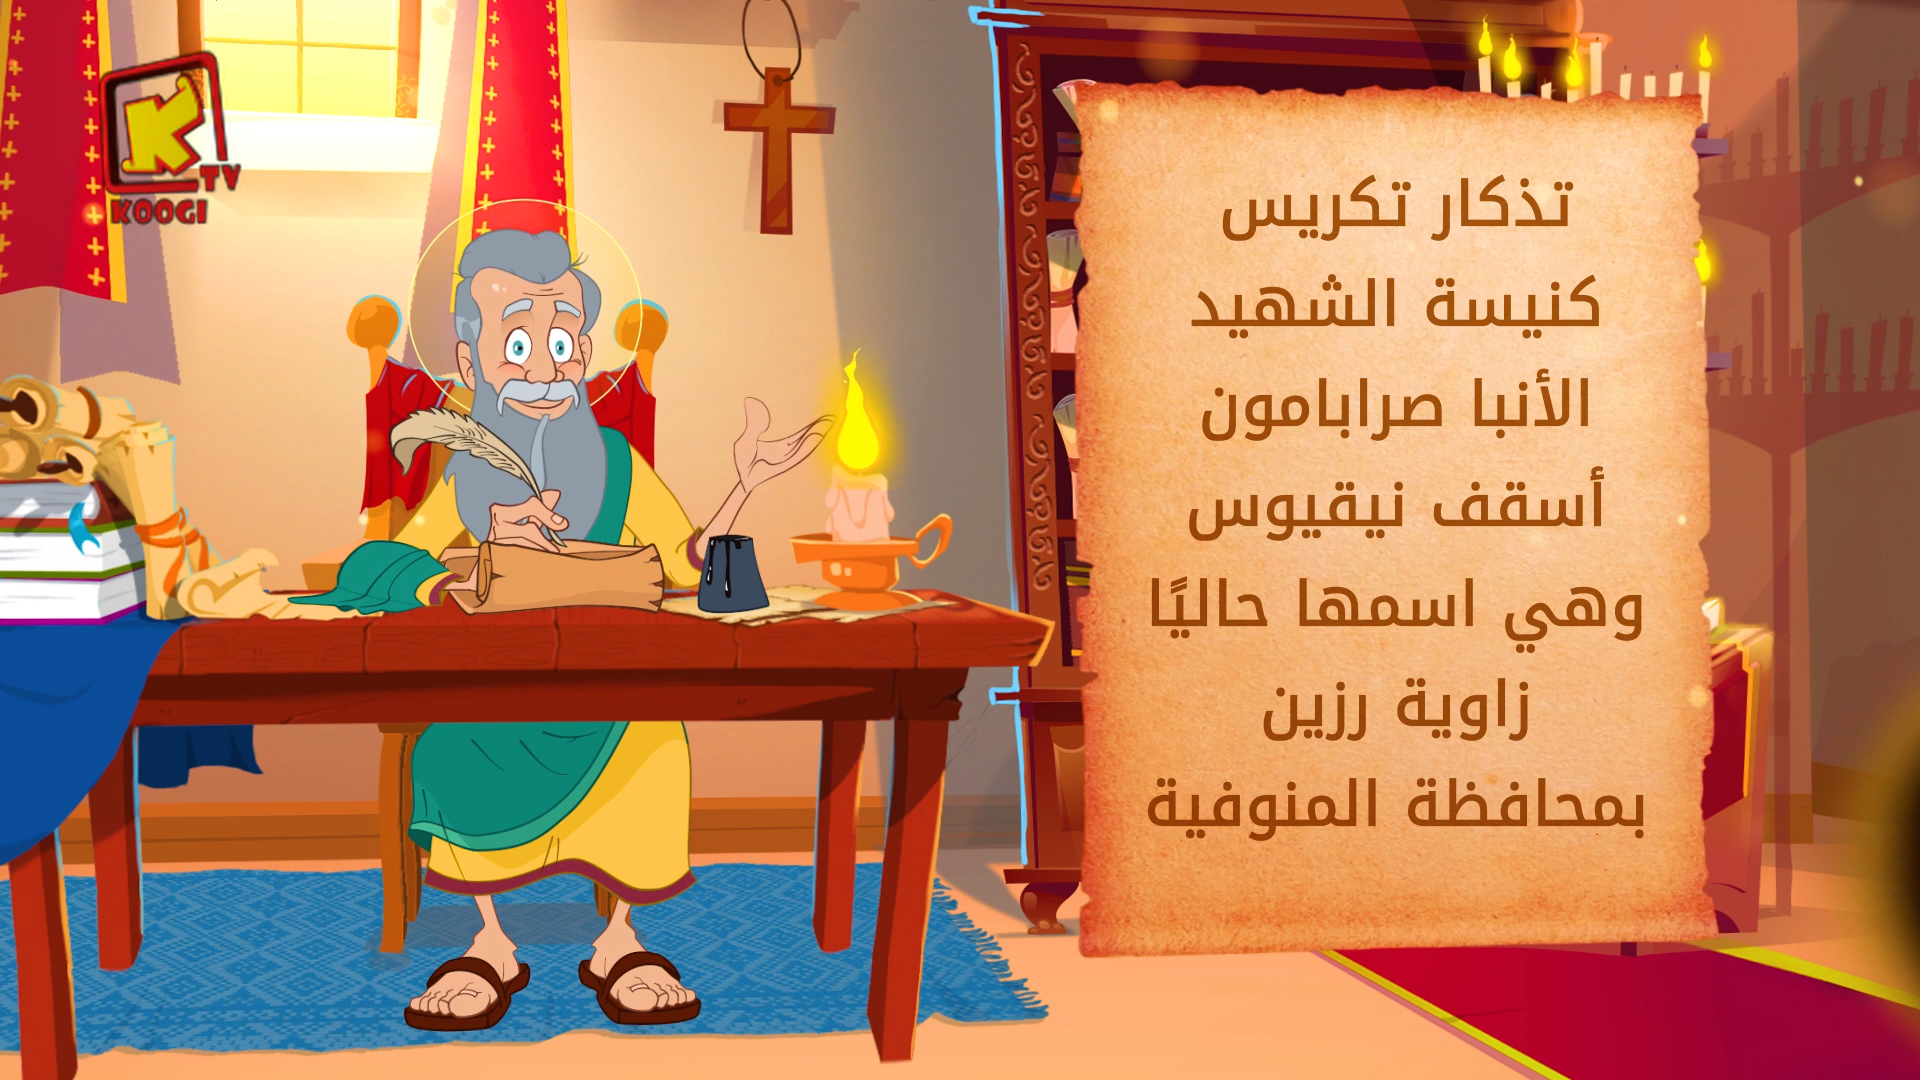 K TV
KOOGI
تذكار تكريس
كنيسة الشهيد
الأنبا صرابامون
أسقف نيقيوس
وهي اسمها حاليًا
زاوية رزين
بمحافظة المنوفية